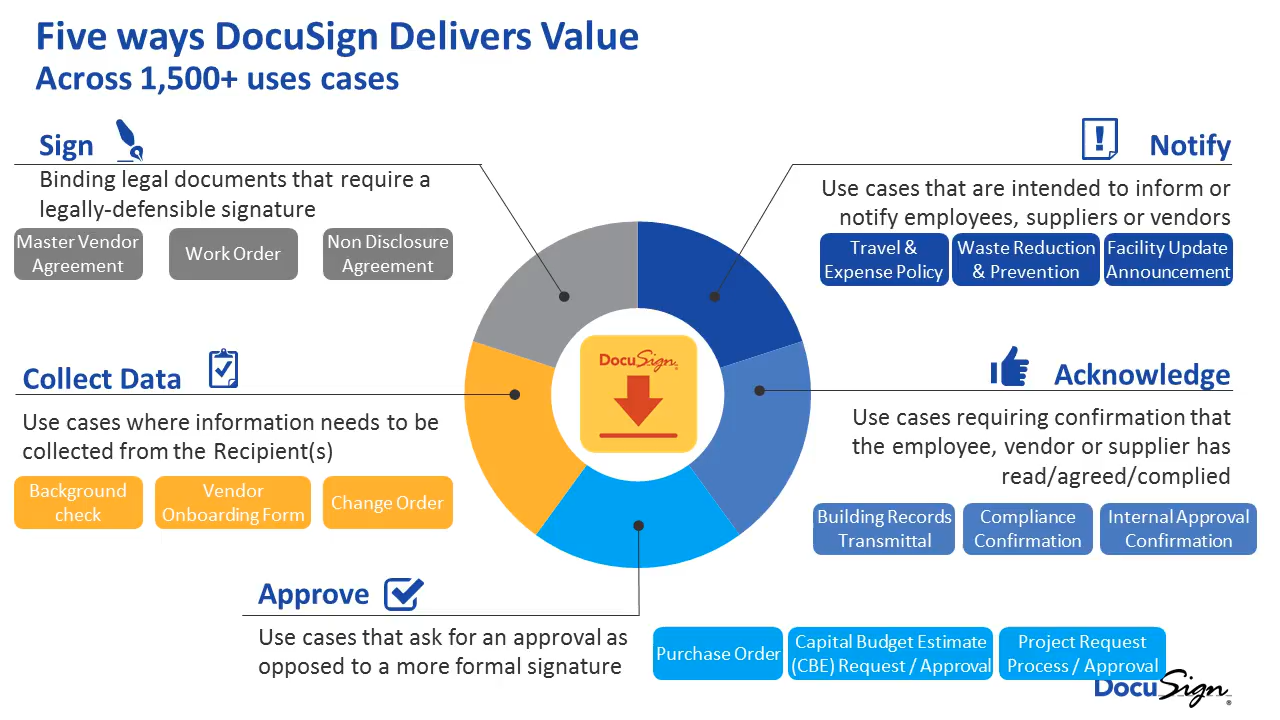 Five ways DocuSign Delivers Value
Across 1,500+ uses cases
Sign
Binding legal documents that require a
legally-defensible signature
Master Vendor
Agreement
Work Order
Non Disclosure
Agreement
Notify
Use cases that are intended to inform or
notify employees, suppliers or vendors
Travel &
Expense Policy
Waste Reduction
& Prevention
Facility Update
Announcement
DocuSign
Collect Data
Use cases where information needs to be
collected from the Recipient(s)
Background
check
Vendor
Onboarding Form
Change Order
Acknowledge
Use cases requiring confirmation that
the employee, vendor or supplier has
read/agreed/complied
Building Records
Transmittal
Compliance
Confirmation
Internal Approval
Confirmation
Approve
Use cases that ask for an approval as
opposed to a more formal signature
Purchase Order
Capital Budget Estimate
(CBE) Request / Approval
Project Request
Process / Approval
DocuSign®